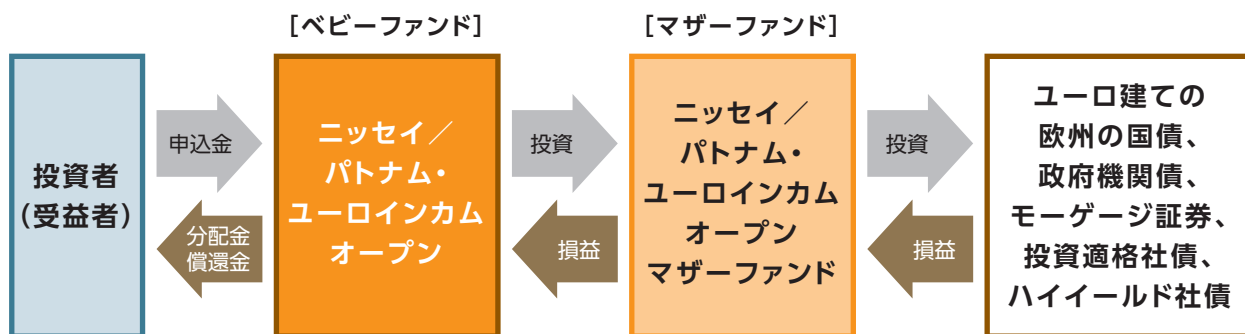 [ベビーファンド]
[マザーファンド]
投資者
(受益者)
申込金
分配金
償還金
ニッセイ／
パトナム・
ユーロインカム
オープン
投資
損益
ニッセイ／
パトナム・
ユーロインカム
オープン
マザーファンド
投資
損益
ユーロ建ての
欧州の国債、
政府機関債、
モーゲージ証券、
投資適格社債、
ハイイールド社債